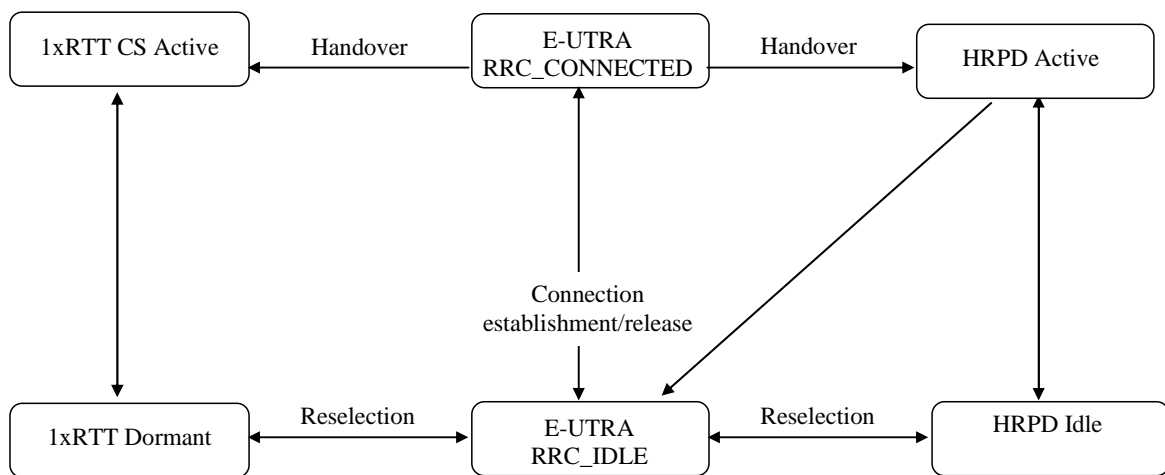 1xRTT CS Active
Handover
E-UTRA
RRC_CONNECTED
Handover
HRPD Active
Connection
establishment/release
1xRTT Dormant
Reselection
E-UTRA
RRC_IDLE
Reselection
HRPD Idle